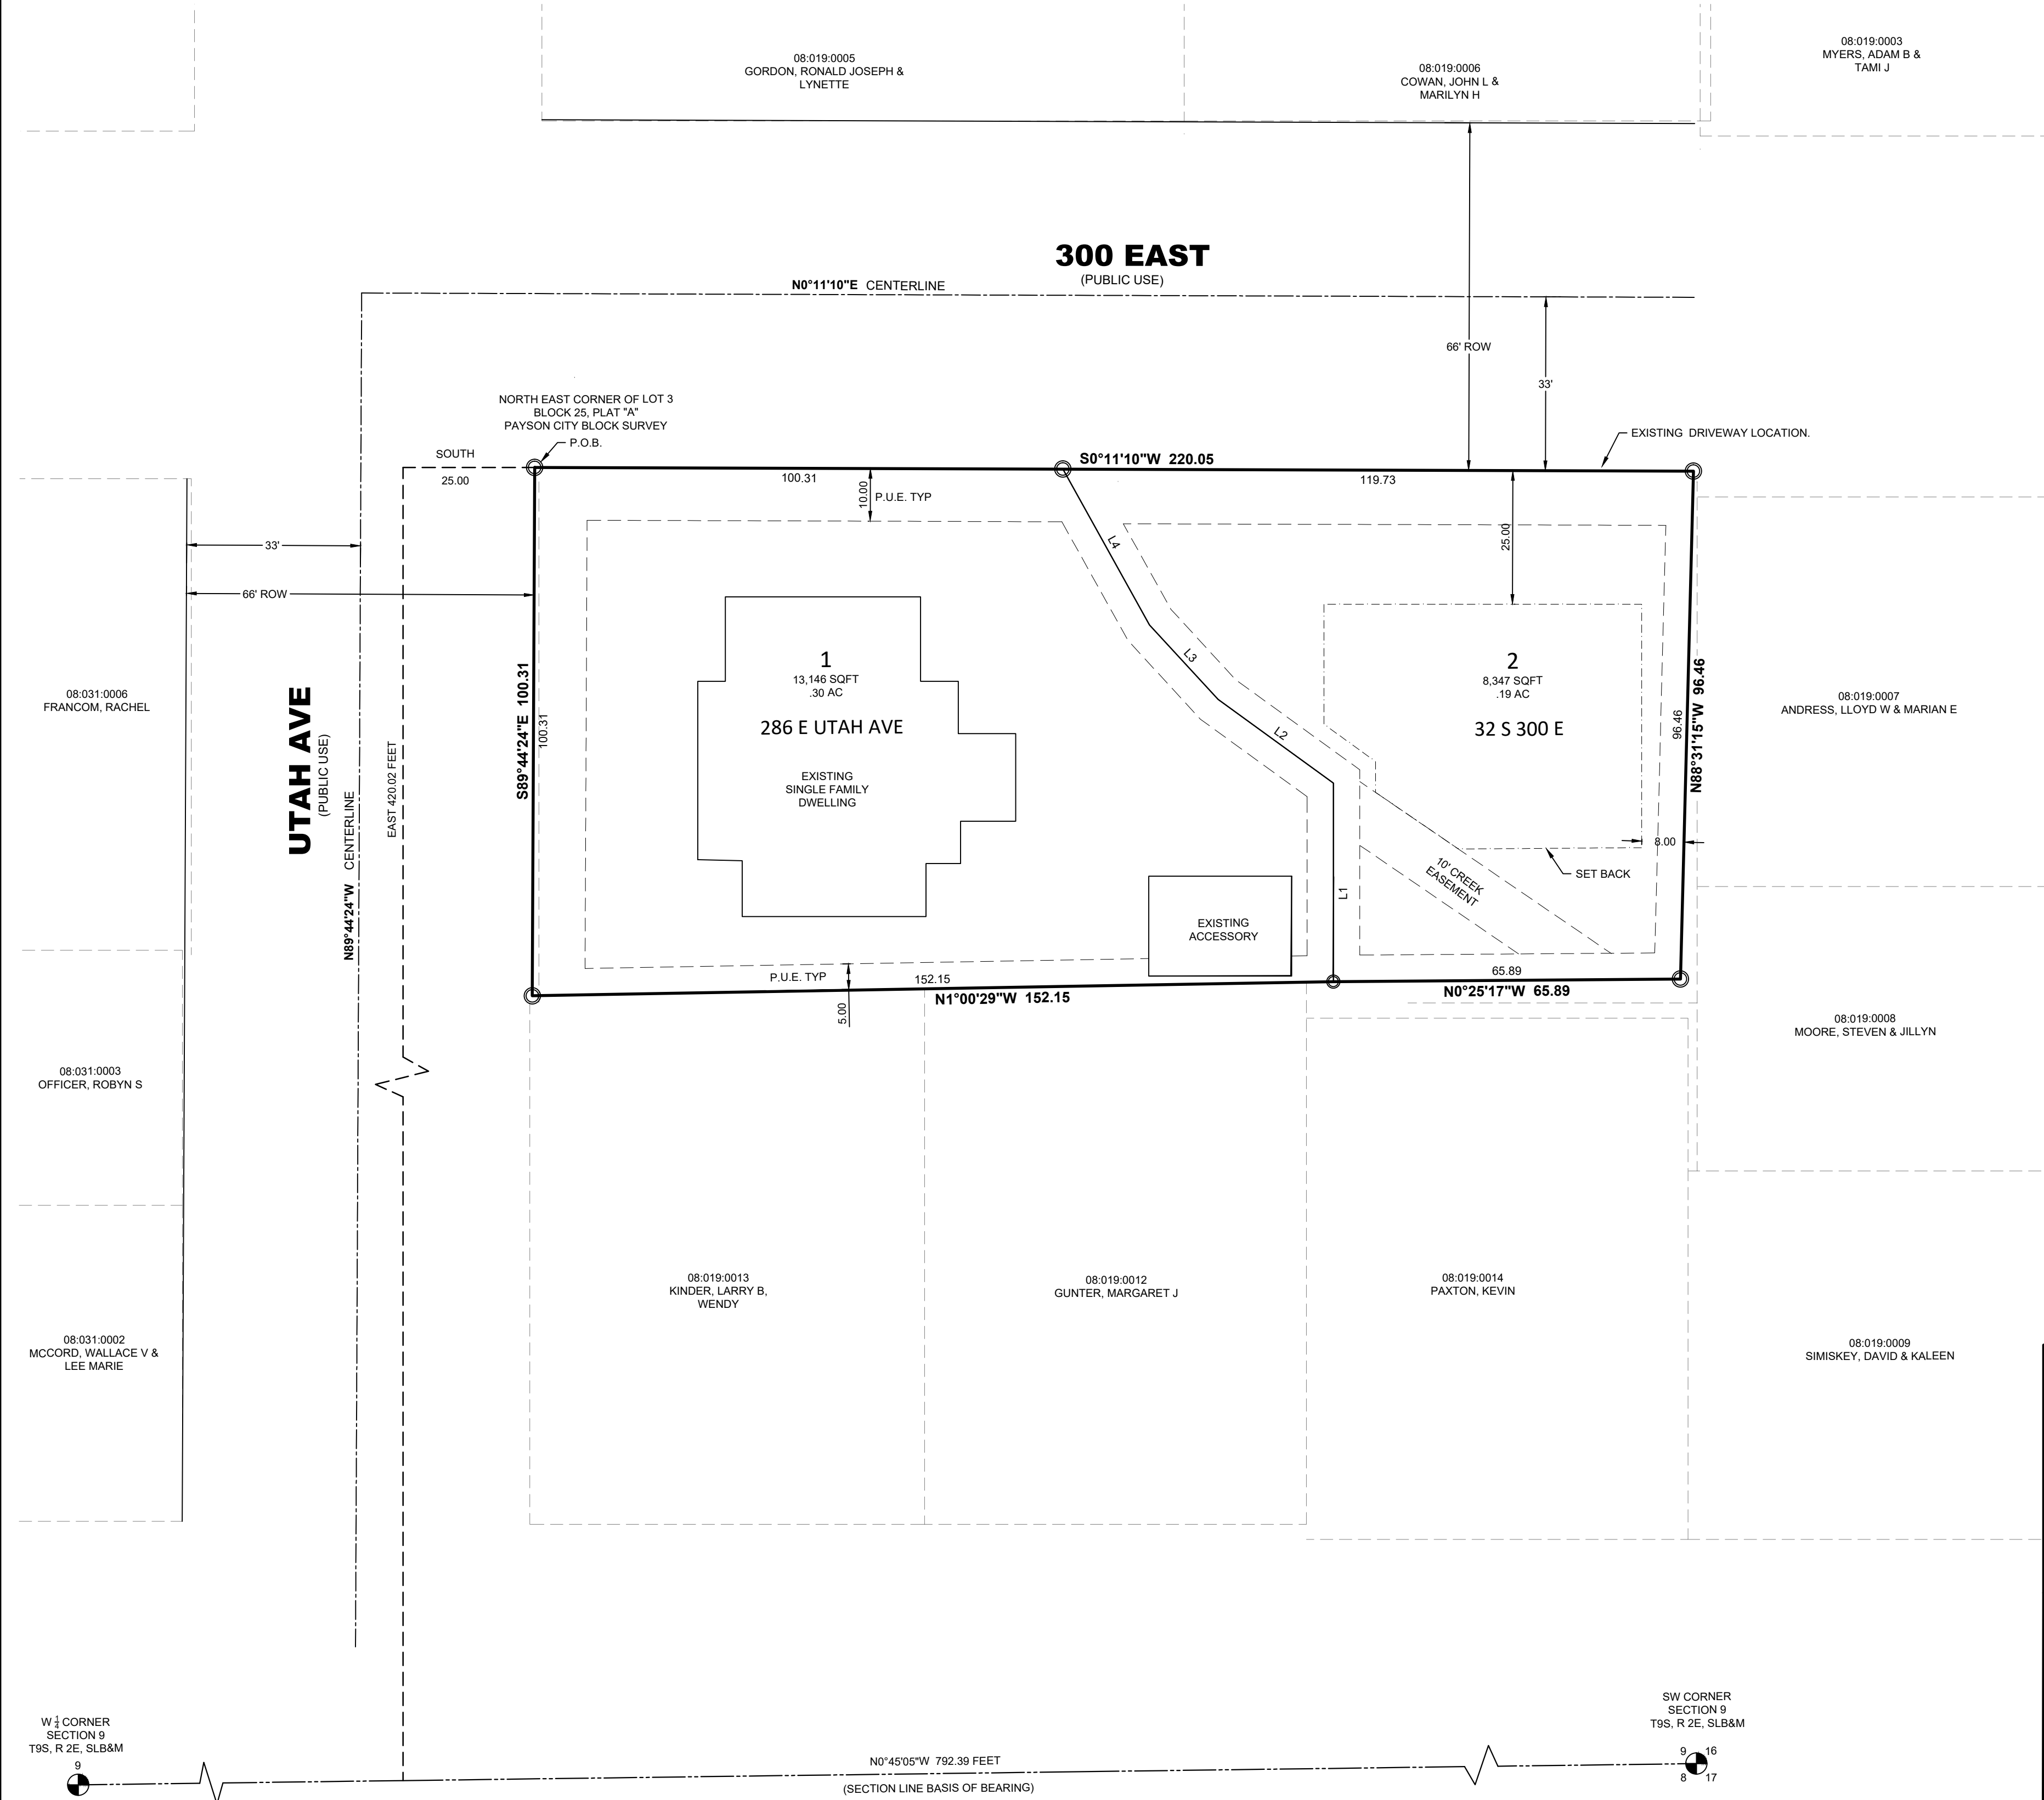 08:019:0005
GORDON, RONALD JOSEPH &
LYNETTE
08:019:0006
COWAN, JOHN L &
MARILYN H
08:019:0003
MYERS, ADAM B &
TAMI J
300 EAST
(PUBLIC USE)
N0°11'10"E CENTERLINE
66' ROW
33'
NORTH EAST CORNER OF LOT 3
BLOCK 25, PLAT "A"
PAYSON CITY BLOCK SURVEY
P.O.B.
SOUTH
25.00
S0°11'10"W 220.05
EXISTING DRIVEWAY LOCATION.
100.31
119.73
10.00
P.U.E. TYP
25.00
33'
66' ROW
L4
L3
L2
L1
1
13,146 SQFT
.30 AC
286 E UTAH AVE
EXISTING
SINGLE FAMILY
DWELLING
2
8,347 SQFT
.19 AC
32 S 300 E
S89°44'24"E 100.31
100.31
96.46
N88°31'15"W 96.46
UTAH AVE
(PUBLIC USE)
N89°44'24"W CENTERLINE
EAST 420.02 FEET
08:031:0006
FRANCOM, RACHEL
08:019:0007
ANDRESS, LLOYD W & MARIAN E
8.00
SET BACK
10' CREEK
EASEMENT
EXISTING
ACCESSORY
P.U.E. TYP
152.15
N1°00'29"W 152.15
5.00
65.89
N0°25'17"W 65.89
08:019:0008
MOORE, STEVEN & JILLYN
08:031:0003
OFFICER, ROBYN S
08:019:0013
KINDER, LARRY B,
WENDY
08:019:0012
GUNTER, MARGARET J
08:019:0014
PAXTON, KEVIN
08:031:0002
MCCORD, WALLACE V &
LEE MARIE
08:019:0009
SIMISKEY, DAVID & KALEEN
W 1/4 CORNER
SECTION 9
T9S, R 2E, SLB&M
9
N0°45'05"W 792.39 FEET
(SECTION LINE BASIS OF BEARING)
SW CORNER
SECTION 9
T9S, R 2E, SLB&M
9 16
8 17